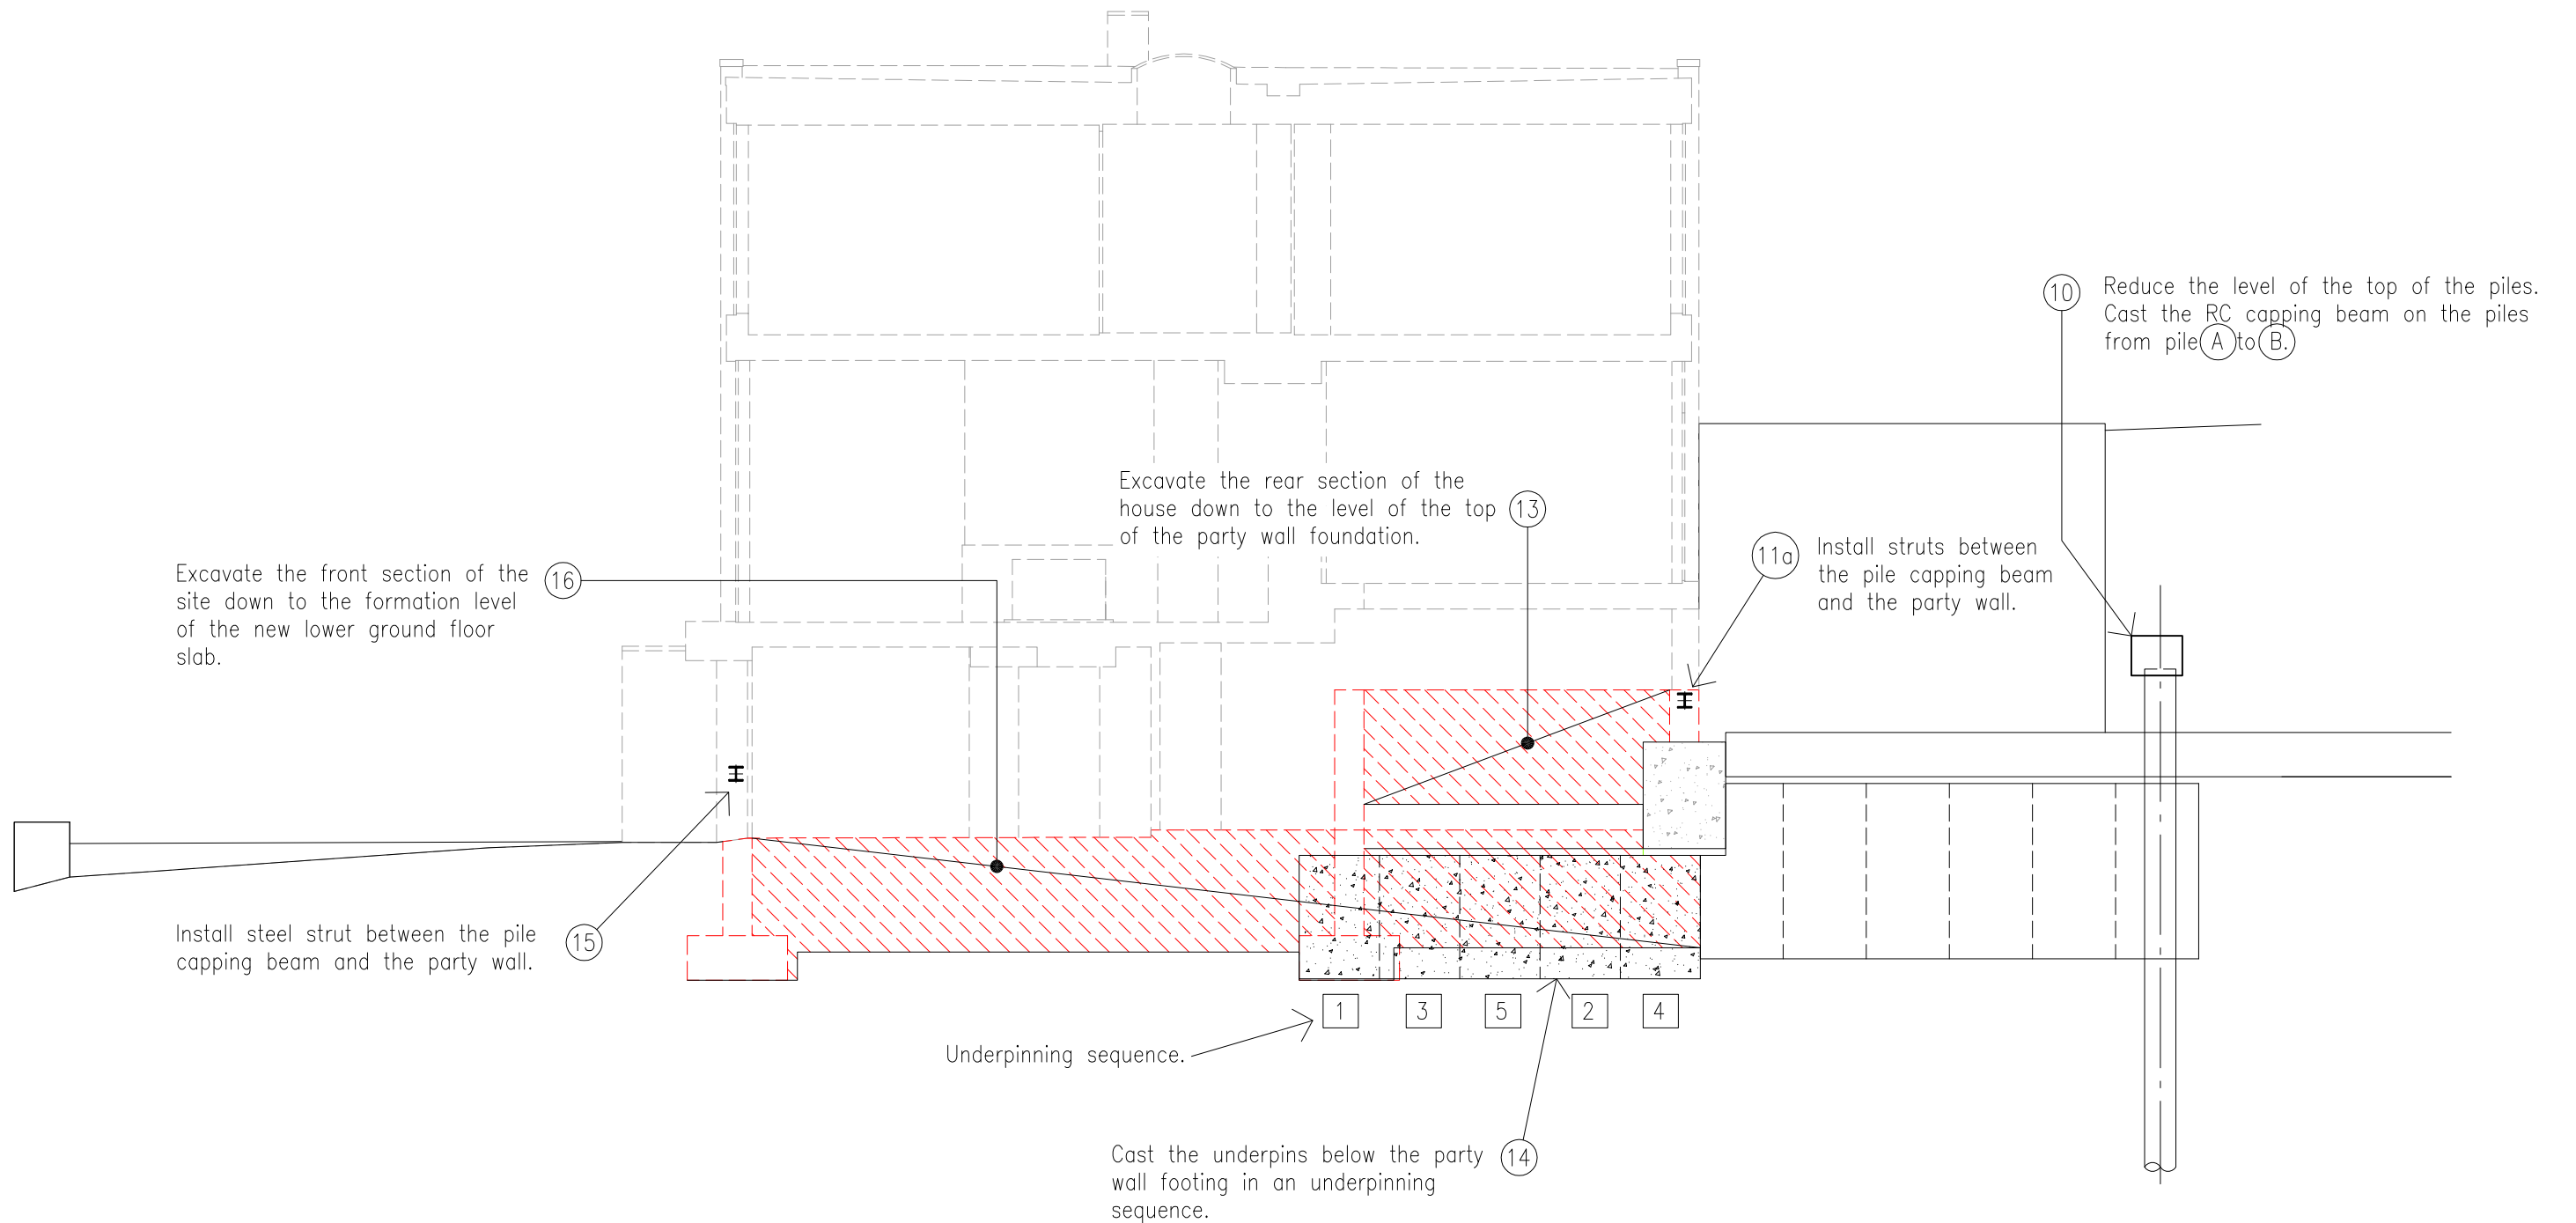 10
Reduce the level of the top of the piles.
Cast the RC capping beam on the piles
from pile A to B.
Excavate the rear section of the
house down to the level of the top
of the party wall foundation.
13
11a
Install struts between
the pile capping beam
and the party wall.
Excavate the front section of the
site down to the formation level
of the new lower ground floor
slab.
16
Install steel strut between the pile
capping beam and the party wall.
15
1 3 5 2 4
Underpinning sequence.
Cast the underpins below the party
wall footing in an underpinning
sequence.
14